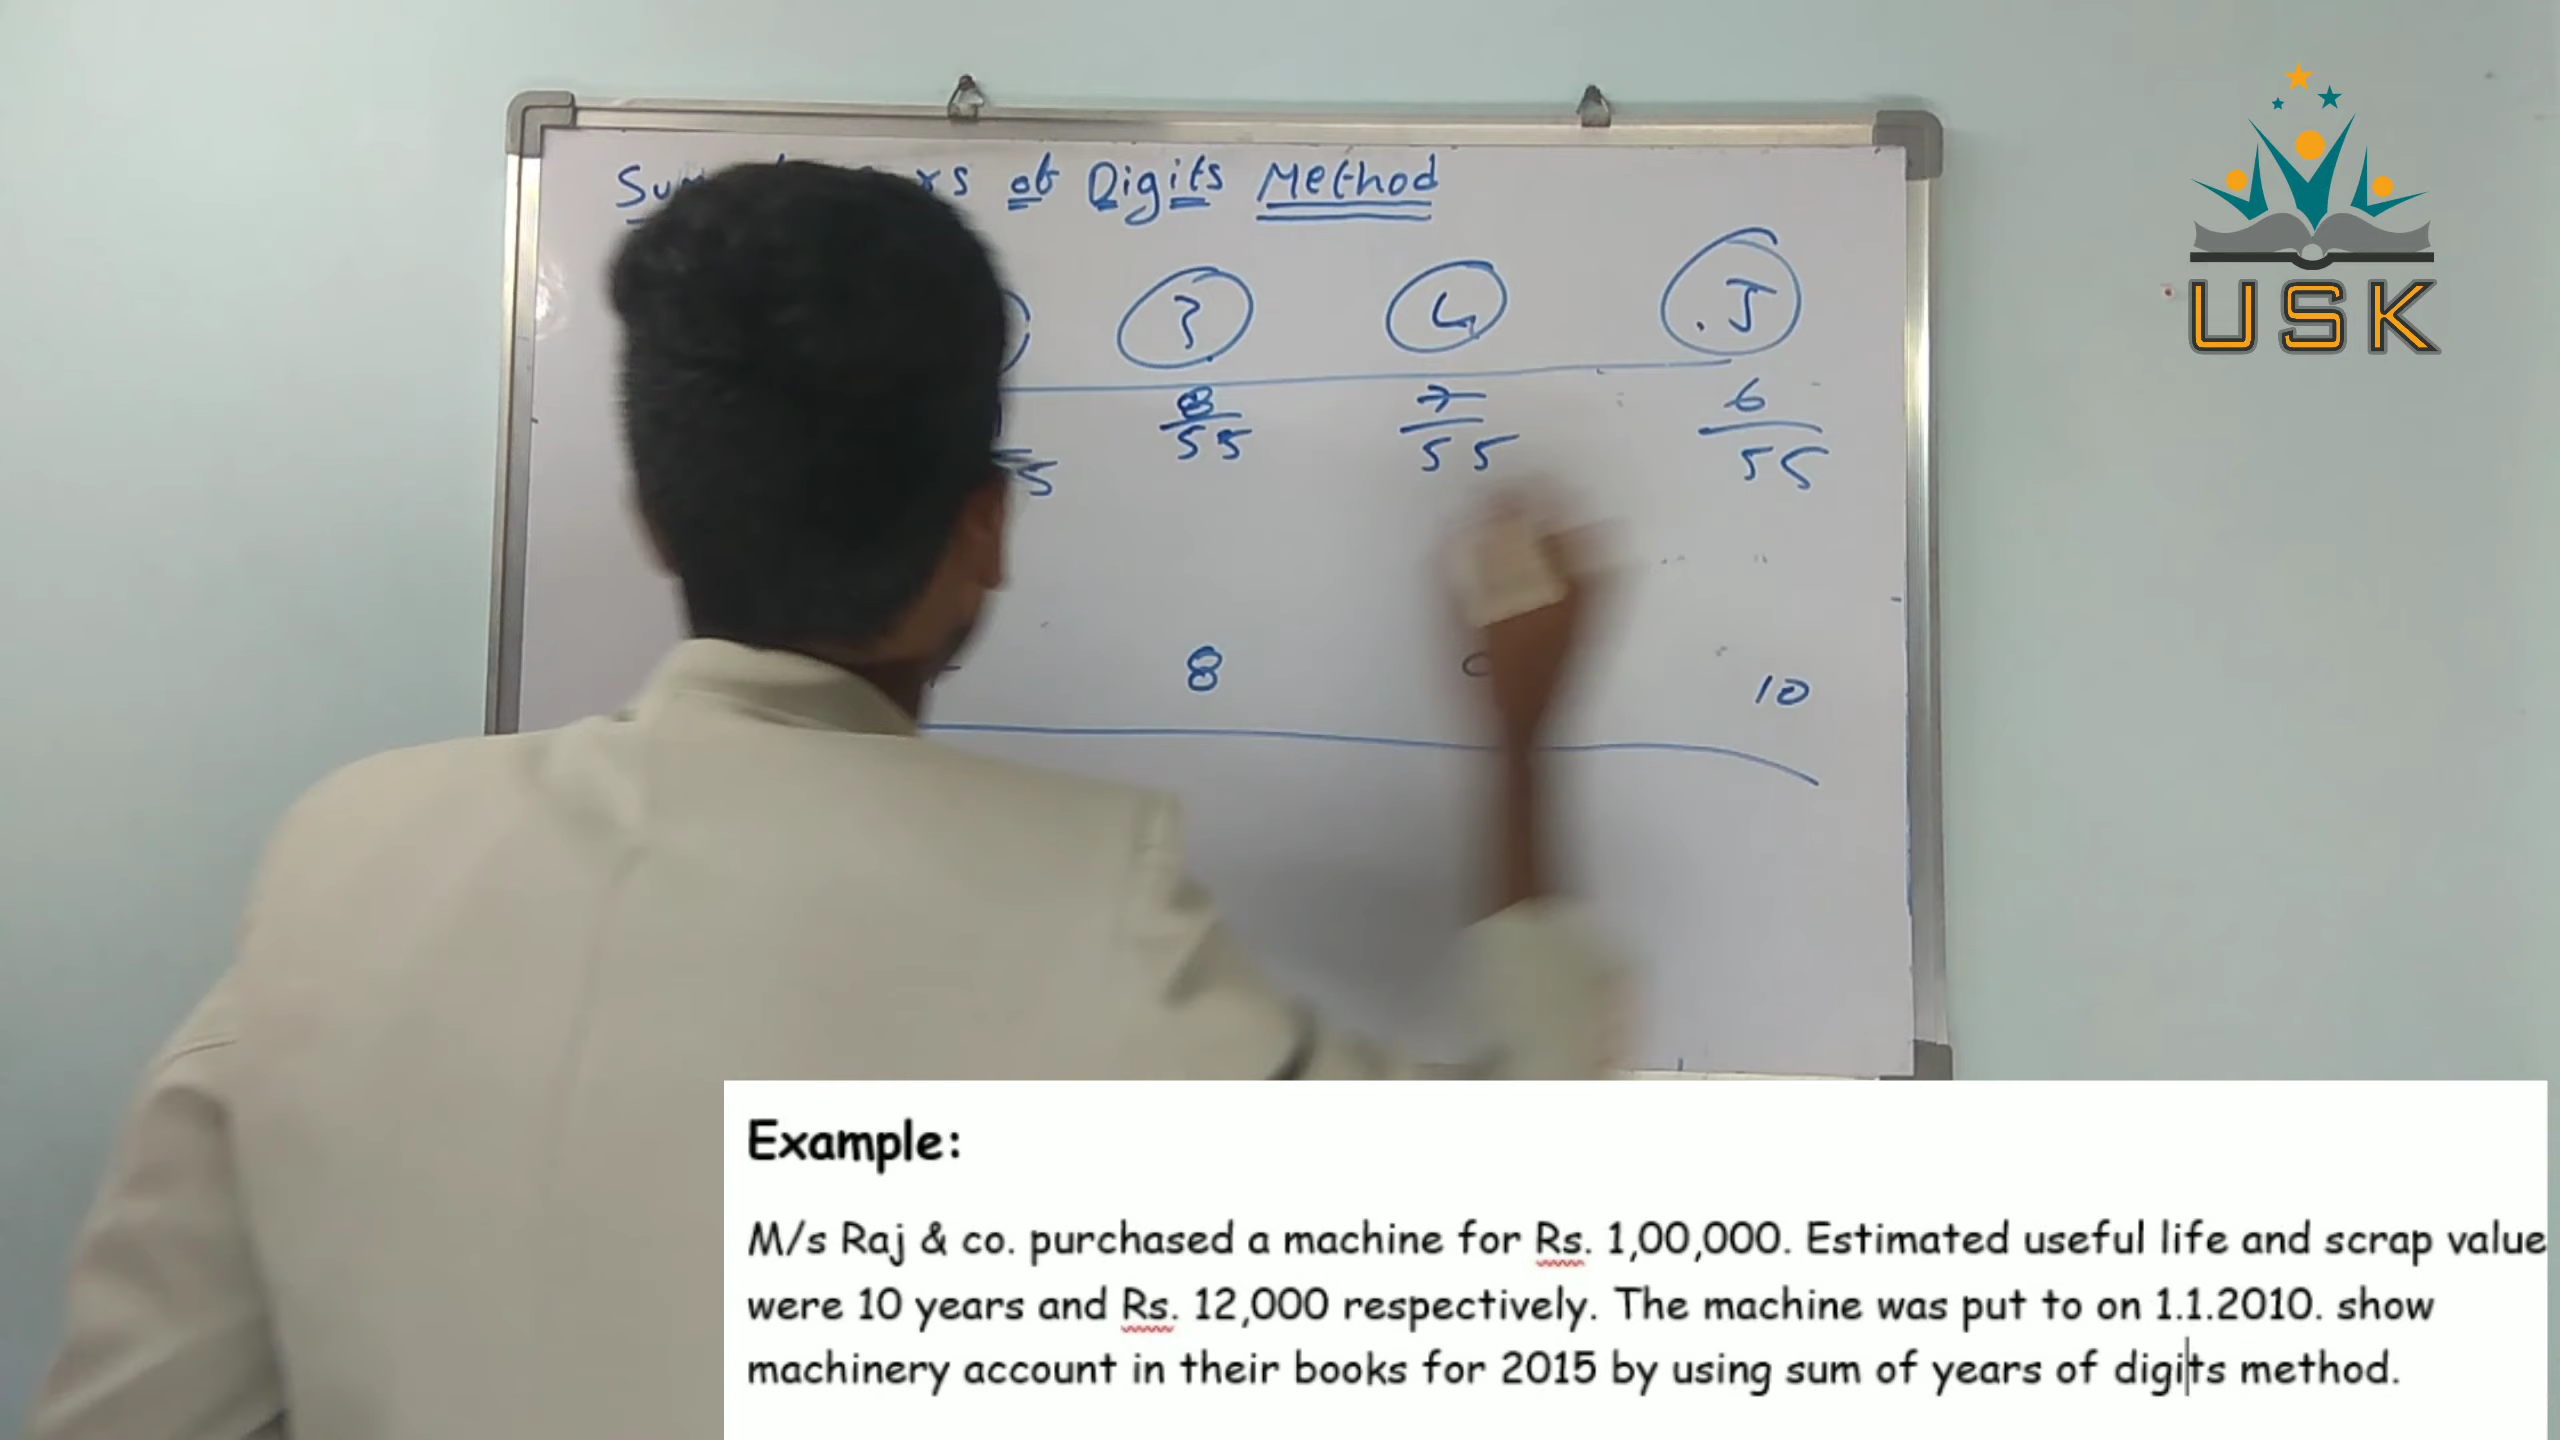 of Digits Method
3 4 5
8/55 7/55 6/55
8 10
USK
Example:
M/s Raj & co. purchased a machine for Rs. 1,00,000. Estimated useful life and scrap value
were 10 years and Rs. 12,000 respectively. The machine was put to on 1.1.2010. show
machinery account in their books for 2015 by using sum of years of digits method.